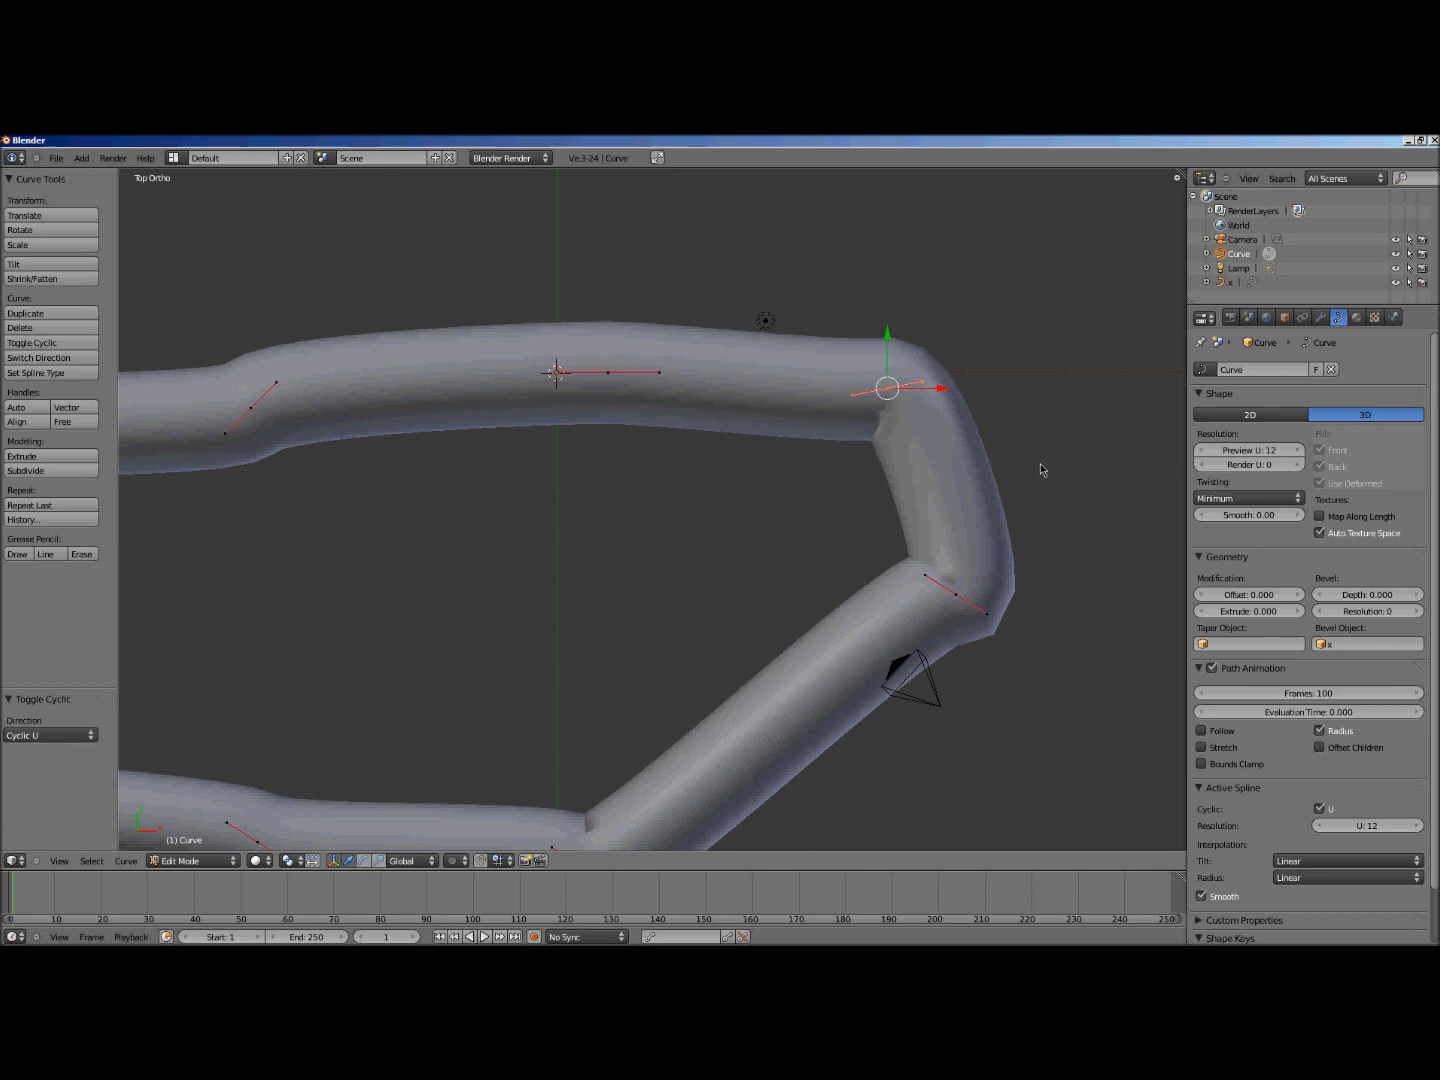 Blender
File Add Render Help Default Scene Blender Render Ve:3-24 | Curve
Curve Tools
Top Ortho
View Search All Scenes
Transform:
Translate
Rotate
Scale
Tilt
Shrink/Fatten
Curve:
Duplicate
Delete
Toggle Cyclic
Switch Direction
Set Spline Type
Handles:
Auto Vector
Align Free
Modeling:
Extrude
Subdivide
Repeat:
Repeat Last
History...
Grease Pencil:
Draw Line Erase
Toggle Cyclic
Direction
Cyclic U
x
(1) Curve
Scene
RenderLayers |
World
Camera |
Curve |
Lamp |
x |
Curve Curve
Curve F
Shape
2D 3D
Resolution: Fill:
Preview U: 12 Front
Render U: 0 Back
Twisting: Use Deformed
Minimum Textures:
Smooth: 0.00 Map Along Length
Auto Texture Space
Geometry
Modification: Bevel:
Offset: 0.000 Depth: 0.000
Extrude: 0.000 Resolution: 0
Taper Object: Bevel Object:
x
Path Animation
Frames: 100
Evaluation Time: 0.000
Follow Radius
Stretch Offset Children
Bounds Clamp
Active Spline
Cyclic: U
Resolution: U: 12
Interpolation:
Tilt: Linear
Radius: Linear
Smooth
Custom Properties
Shape Keys
View Select Curve Edit Mode Global
0 10 20 30 40 50 60 70 80 90 100 110 120 130 140 150 160 170 180 190 200 210 220 230 240 250
View Frame Playback Start: 1 End: 250 1 No Sync